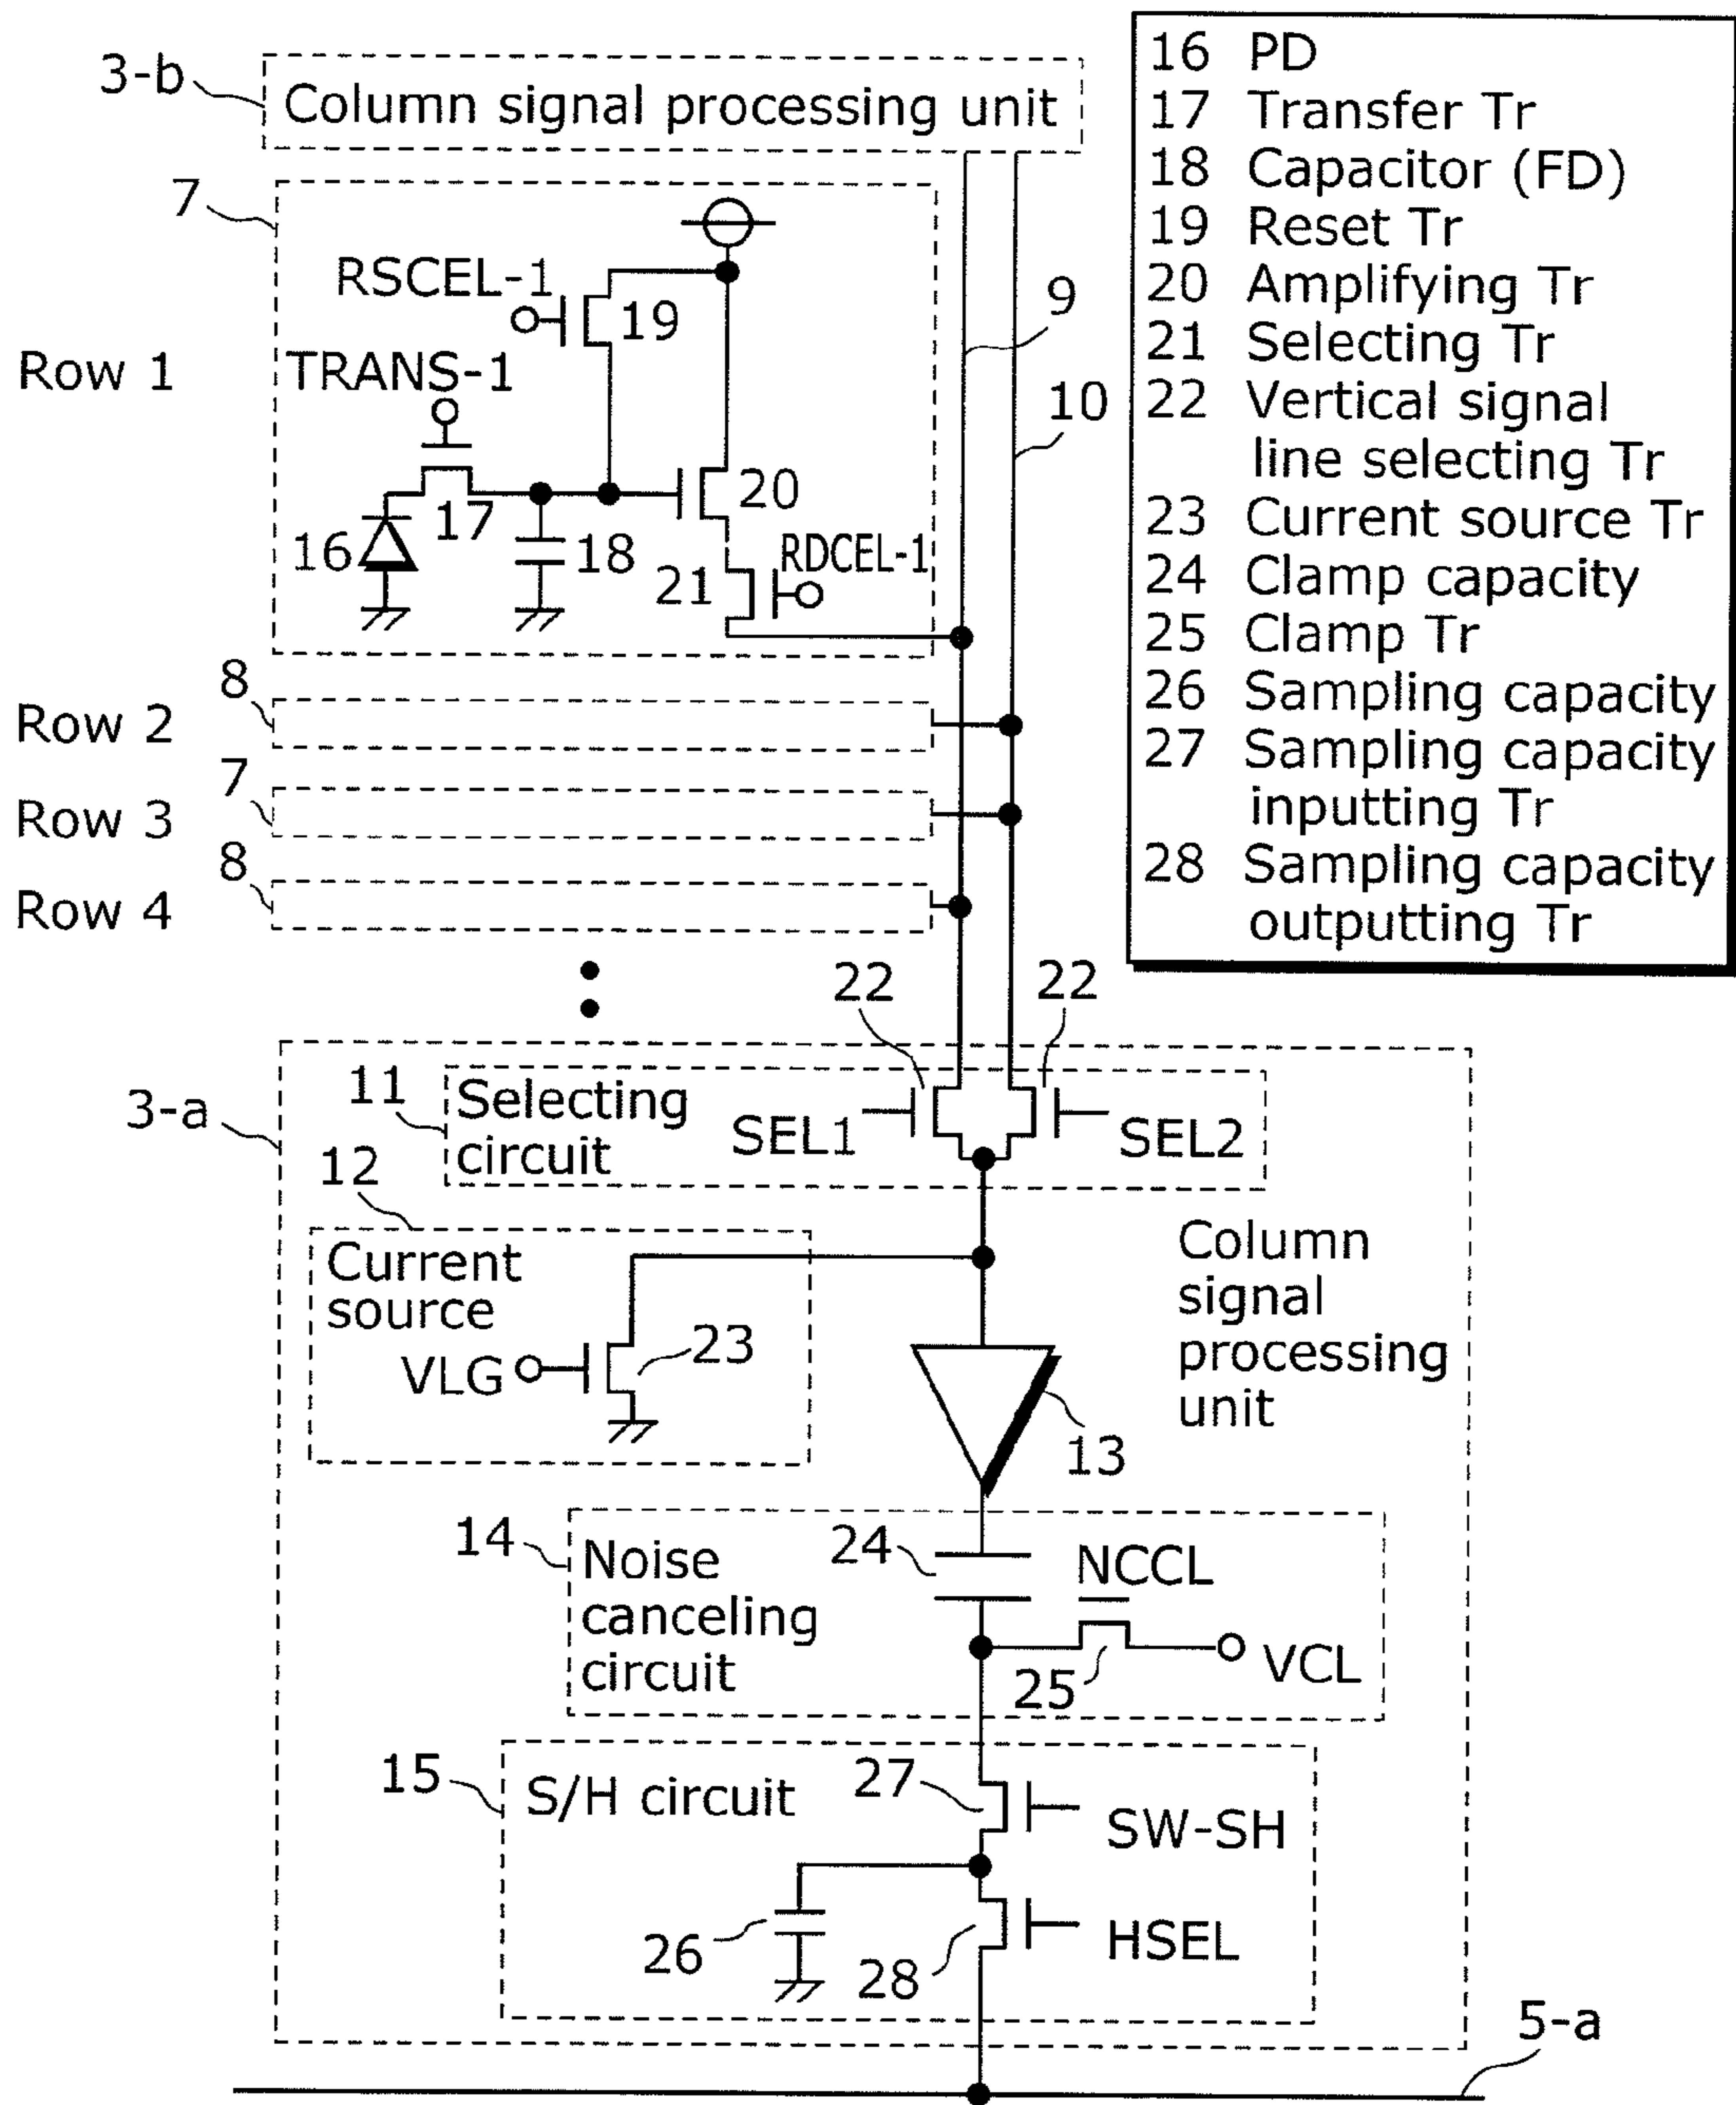 3-b
Column signal processing unit
7
RSCEL-1
19
Row 1
TRANS-1
9
10
17
20
16
18
21
RDCEL-1
Row 2
8
Row 3
7
Row 4
8
22
22
3-a
11
Selecting
circuit
SEL1
SEL2
12
Current
source
VLG
23
Column
signal
processing
unit
13
14
Noise
canceling
circuit
24
NCCL
25
VCL
15
S/H circuit
27
SW-SH
26
28
HSEL
5-a
16 PD
17 Transfer Tr
18 Capacitor (FD)
19 Reset Tr
20 Amplifying Tr
21 Selecting Tr
22 Vertical signal
line selecting Tr
23 Current source Tr
24 Clamp capacity
25 Clamp Tr
26 Sampling capacity
27 Sampling capacity
inputting Tr
28 Sampling capacity
outputting Tr